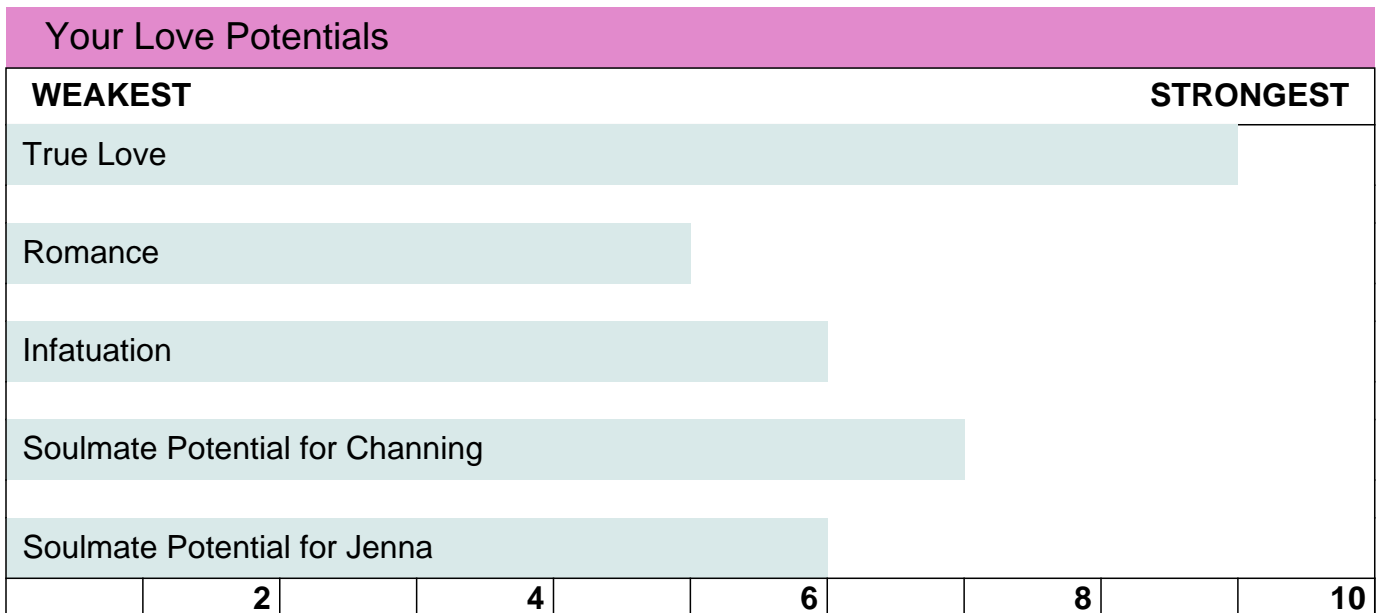 Your Love Potentials
WEAKEST STRONGEST
True Love
Romance
Infatuation
Soulmate Potential for Channing
Soulmate Potential for Jenna
2 4 6 8 10